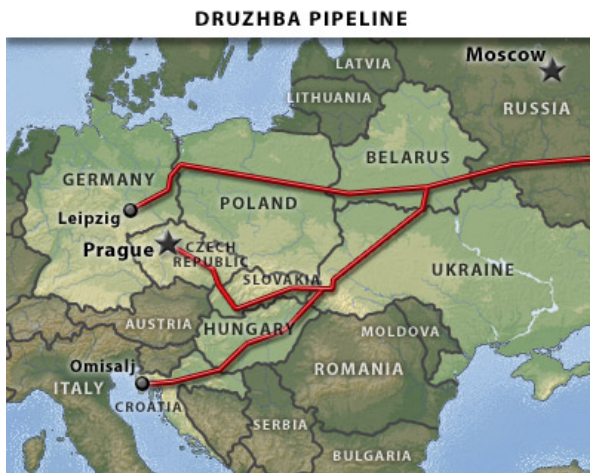 DRUZHBA PIPELINE
Moscow
LATVIA
LITHUANIA
RUSSIA
BELARUS
GERMANY
POLAND
Leipzig
Prague
CZECH
REPUBLIC
UKRAINE
SLOVAKIA
AUSTRIA
HUNGARY
MOLDOVA
Omisalj
ROMANIA
ITALY
CROATIA
SERBIA
BULGARIA